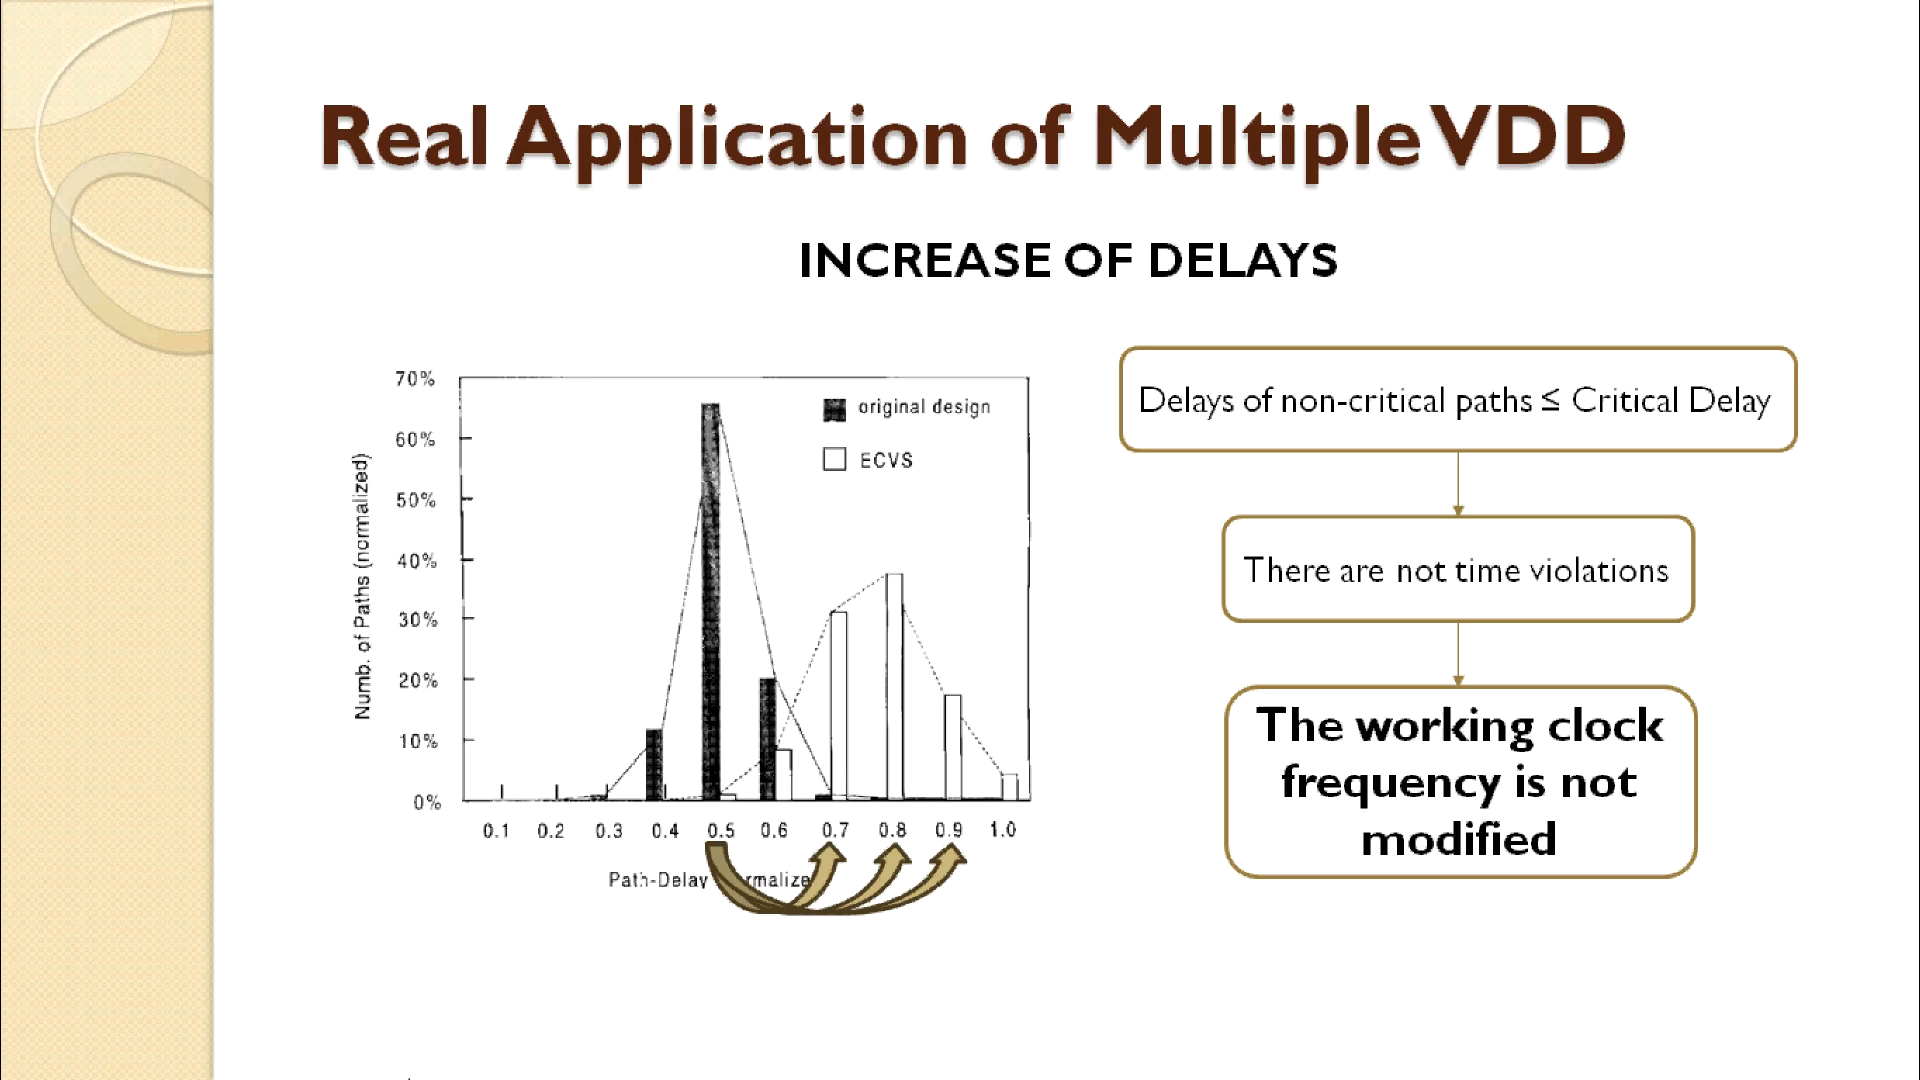 Real Application of Multiple VDD
INCREASE OF DELAYS
70%
60%
50%
40%
30%
20%
10%
0%
Numb. of Paths (normalized)
original design
ECVS
0.1 0.2 0.3 0.4 0.5 0.6 0.7 0.8 0.9 1.0
Path-Delay
Delays of non-critical paths ≤ Critical Delay
There are not time violations
The working clock
frequency is not
modified